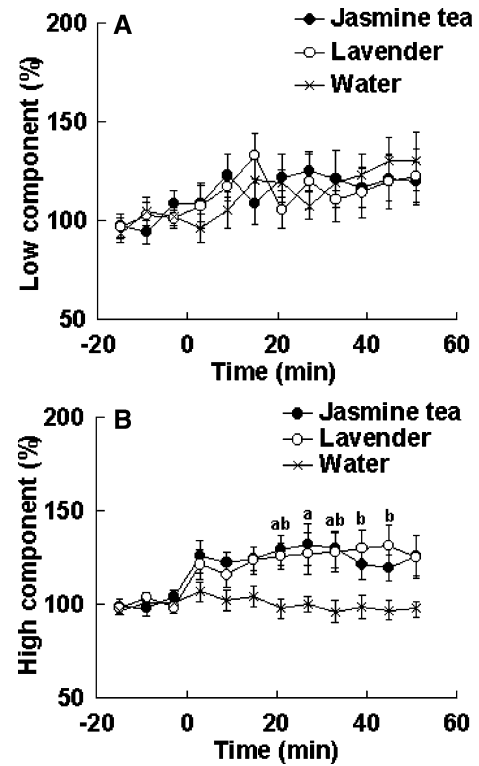 A
Jasmine tea
Lavender
Water
200
150
100
50
Low component (%)
-20 0 20 40 60
Time (min)
B
Jasmine tea
Lavender
Water
200
150
100
50
High component (%)
ab a ab b b
-20 0 20 40 60
Time (min)